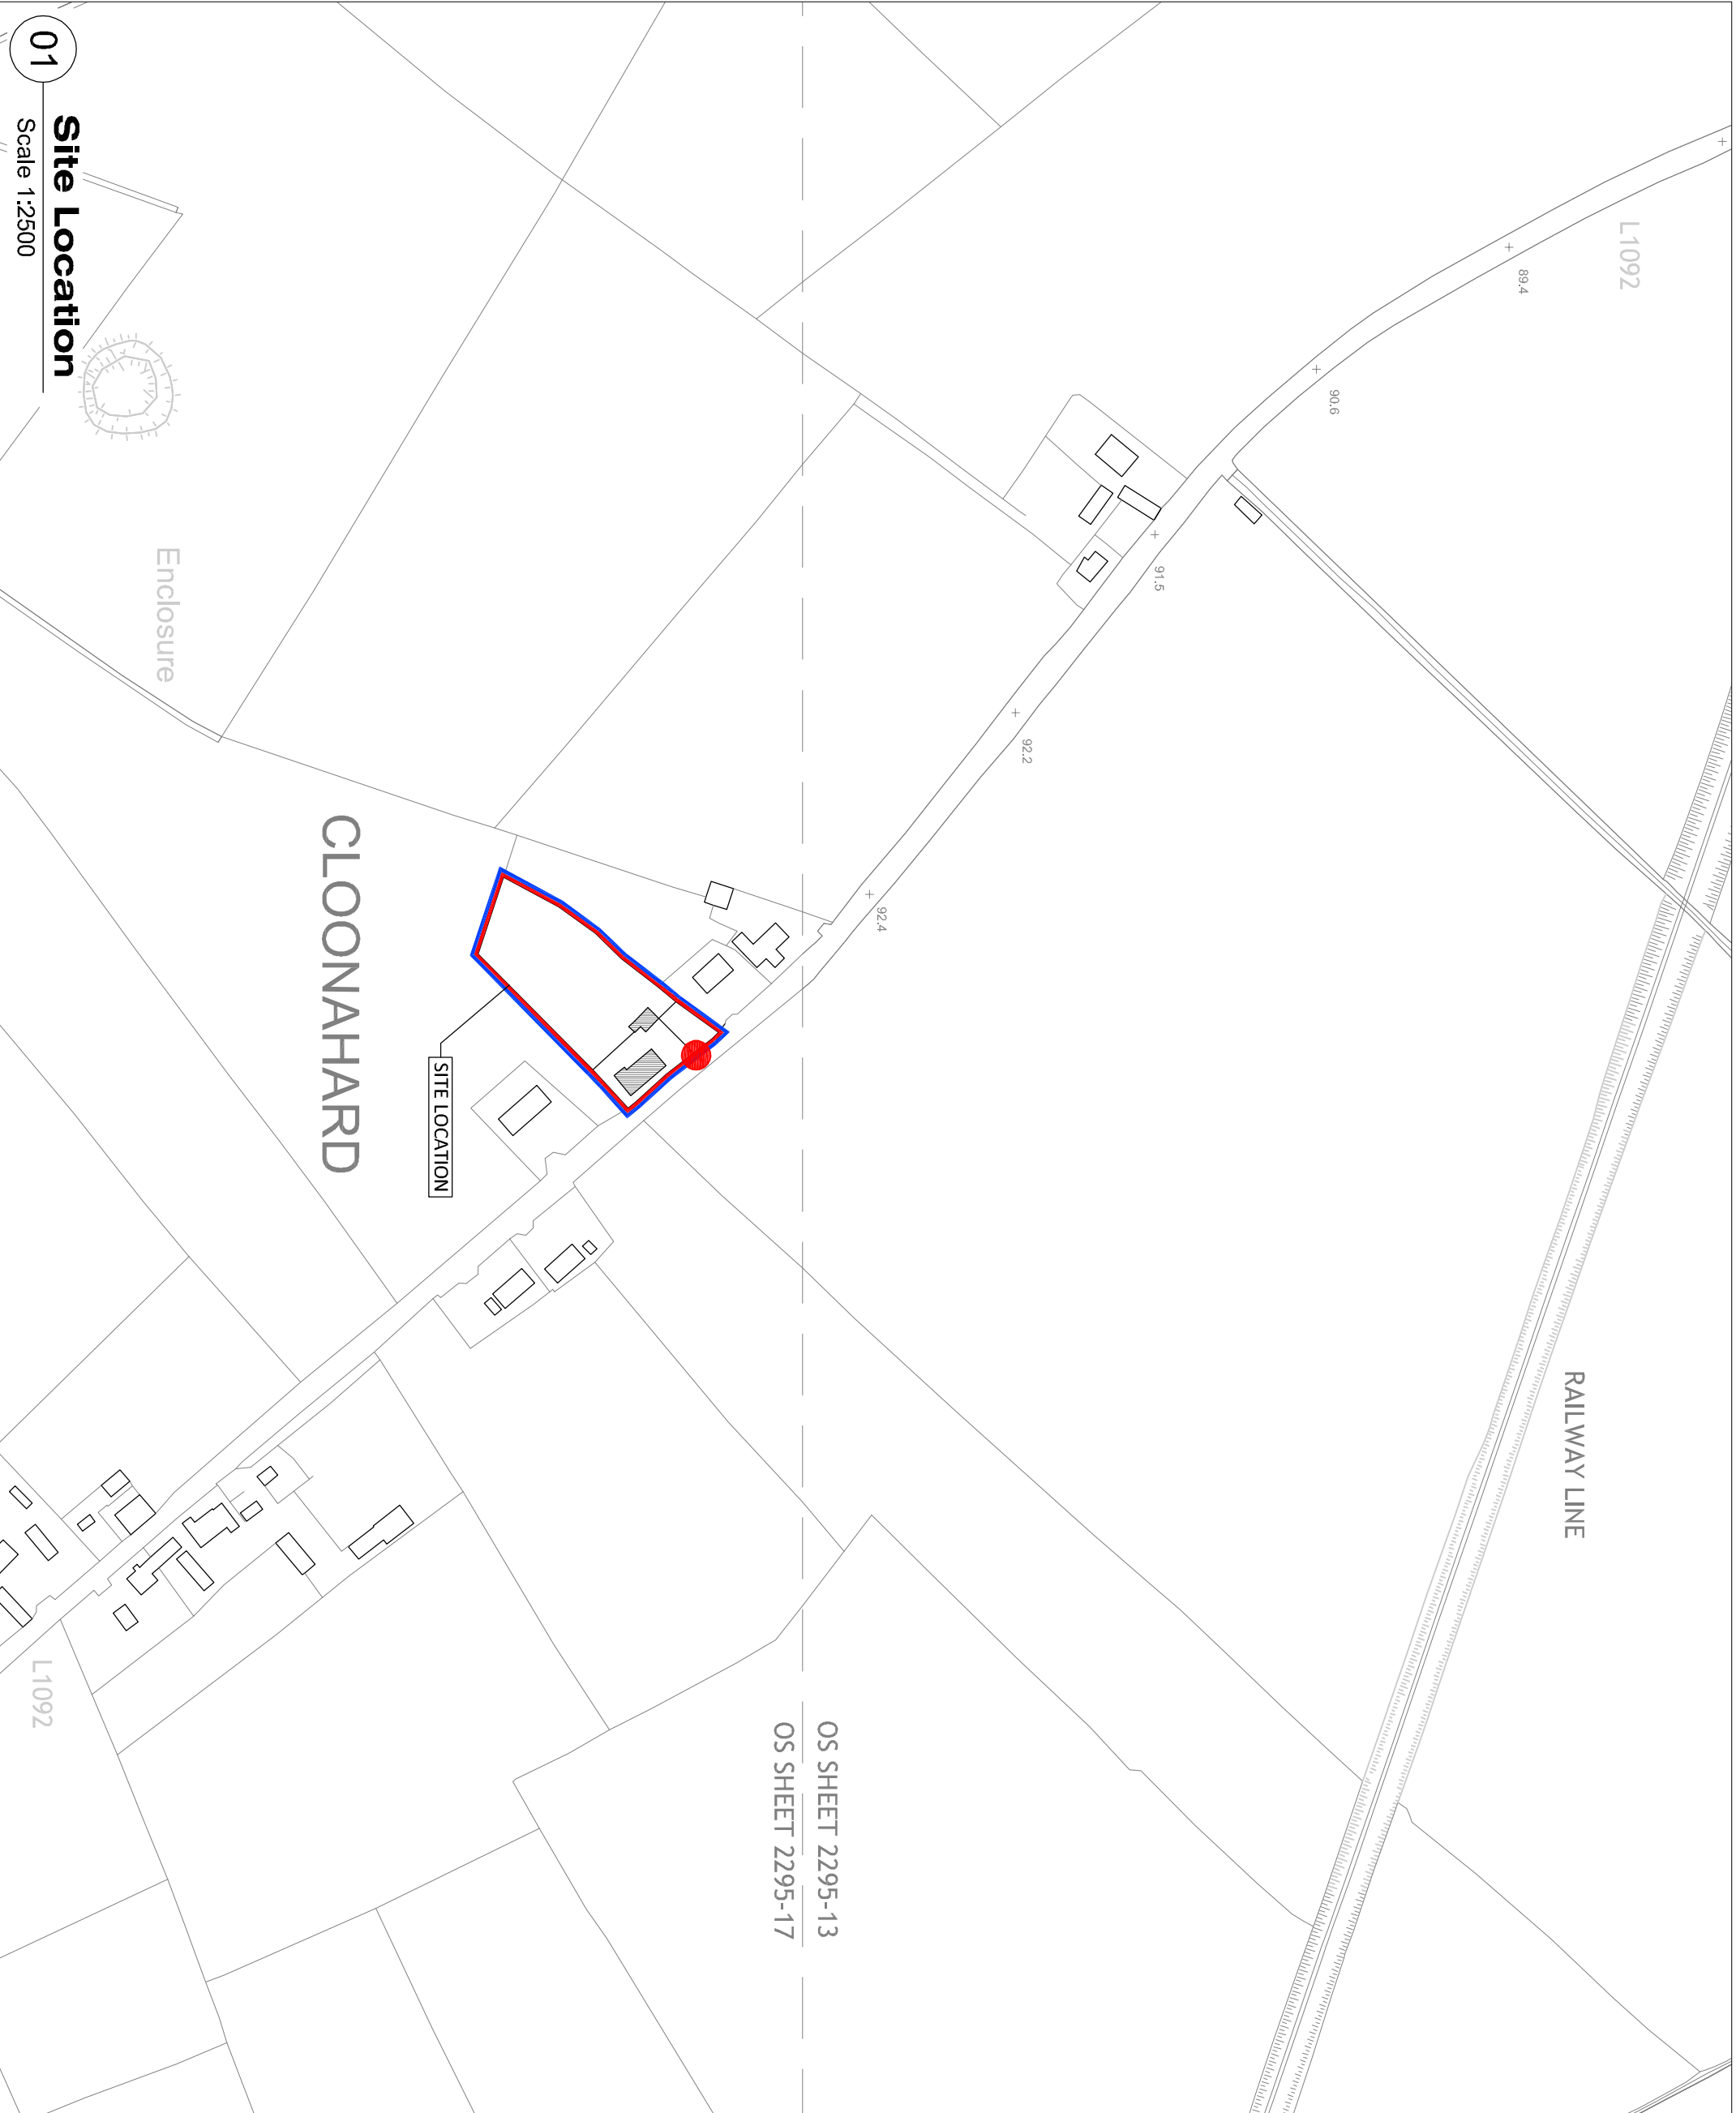 L1092
89.4
90.6
91.5
92.2
92.4
RAILWAY LINE
OS SHEET 2295-13
OS SHEET 2295-17
SITE LOCATION
CLOONAHARD
Enclosure
L1092
01
Site Location
Scale 1:2500